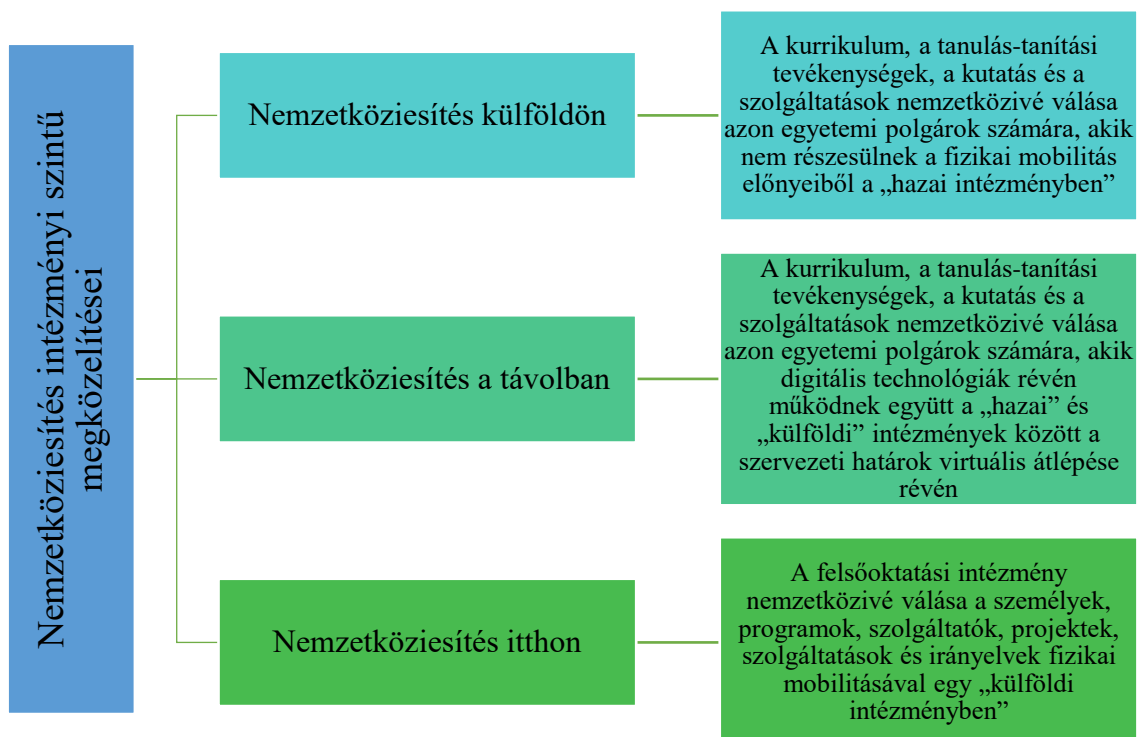 Nemzetköziesítés intézményi szintű
megközelítései
Nemzetköziesítés külföldön
A kurrikulum, a tanulás-tanítási
tevékenységek, a kutatás és a
szolgáltatások nemzetközivé válása
azon egyetemi polgárok számára, akik
nem részesülnek a fizikai mobilitás
előnyeiből a „hazai intézményben”
Nemzetköziesítés a távolban
A kurrikulum, a tanulás-tanítási
tevékenységek, a kutatás és a
szolgáltatások nemzetközivé válása
azon egyetemi polgárok számára, akik
digitális technológiák révén
működnek együtt a „hazai” és
„külföldi” intézmények között a
szervezeti határok virtuális átlépése
révén
Nemzetköziesítés itthon
A felsőoktatási intézmény
nemzetközivé válása a személyek,
programok, szolgáltatók, projektek,
szolgáltatások és irányelvek fizikai
mobilitásával egy „külföldi
intézményben”